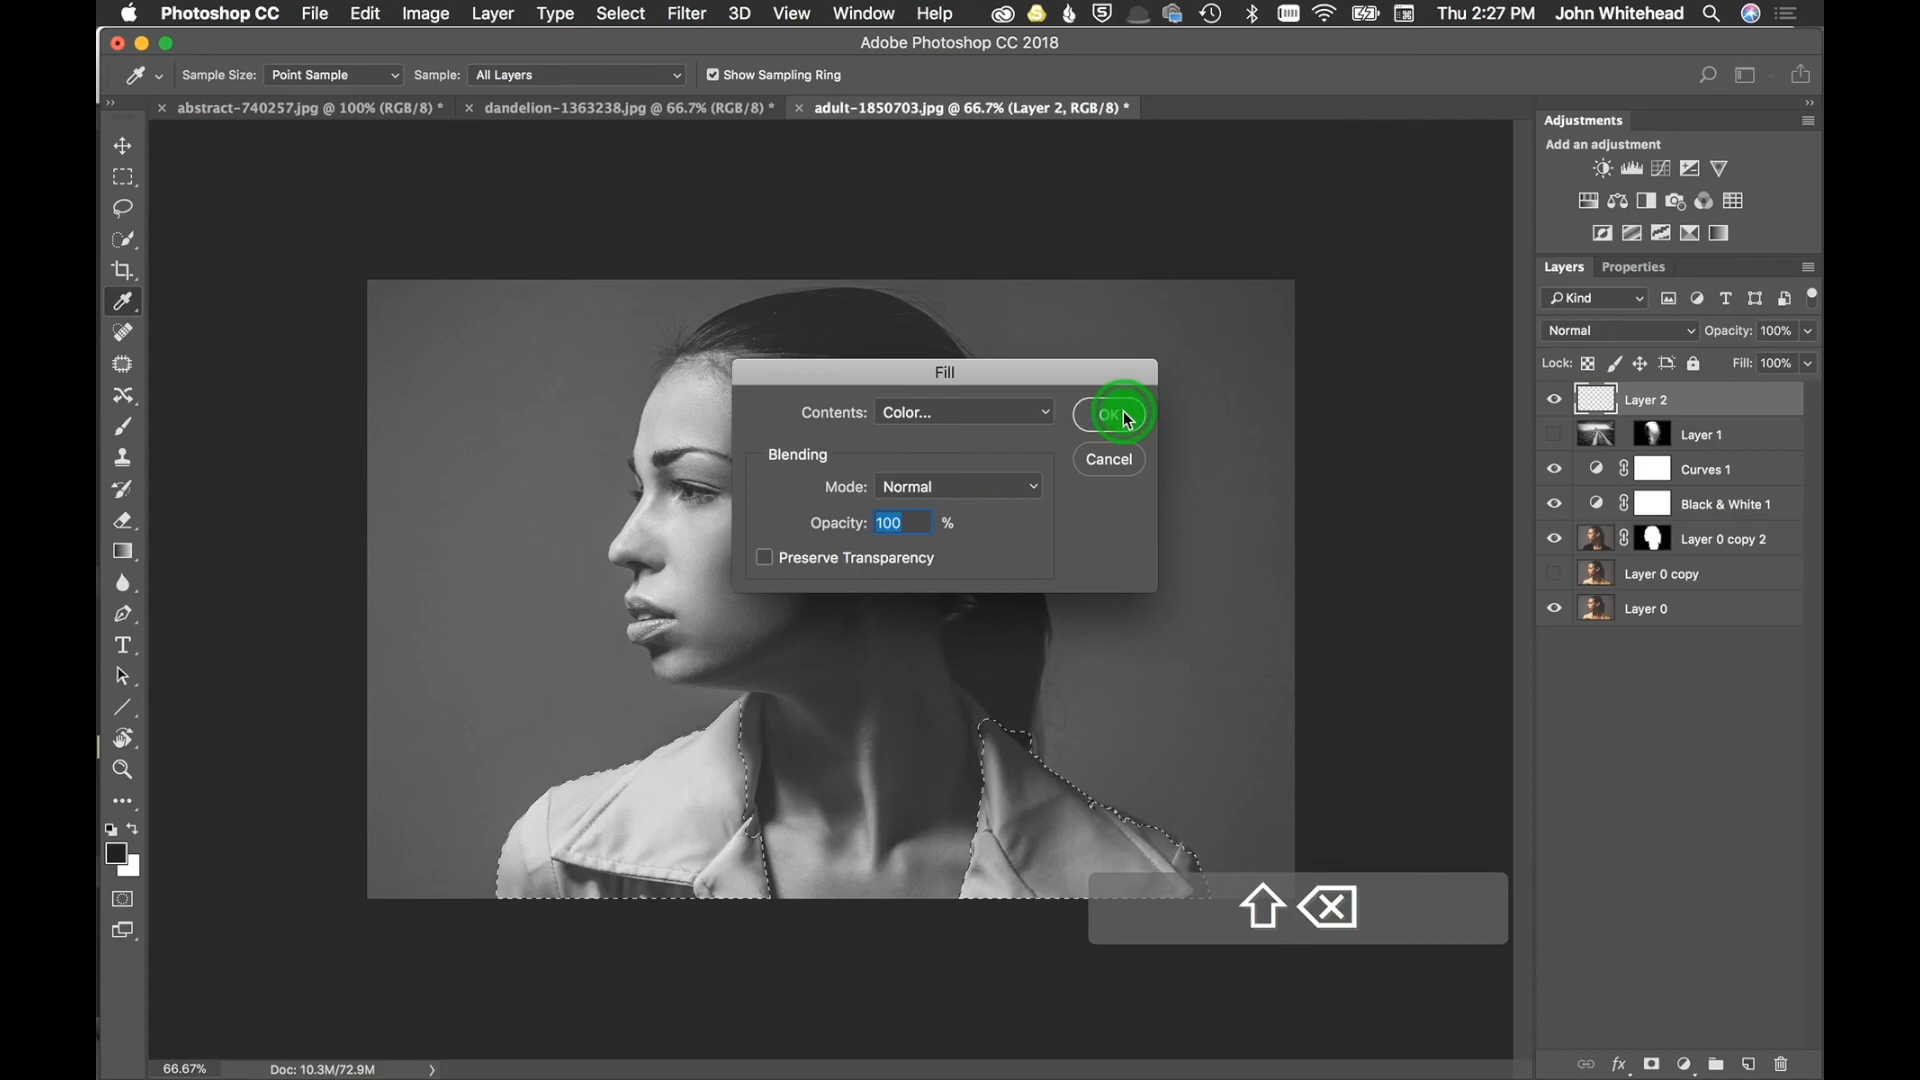 Photoshop CC File Edit Image Layer Type Select Filter 3D View Window Help Thu 2:27 PM John Whitehead
Adobe Photoshop CC 2018
Sample Size: Point Sample Sample: All Layers Show Sampling Ring
abstract-740257.jpg @ 100% (RGB/8) * dandelion-1363238.jpg @ 66.7% (RGB/8) * adult-1850703.jpg @ 66.7% (Layer 2, RGB/8) *
Adjustments
Add an adjustment
Layers Properties
Kind
Normal Opacity: 100%
Lock: Fill: 100%
Layer 2
Layer 1
Curves 1
Black & White 1
Layer 0 copy 2
Layer 0 copy
Layer 0
Fill
Contents: Color... OK
Blending Cancel
Mode: Normal
Opacity: 100 %
Preserve Transparency
66.67% Doc: 10.3M/72.9M